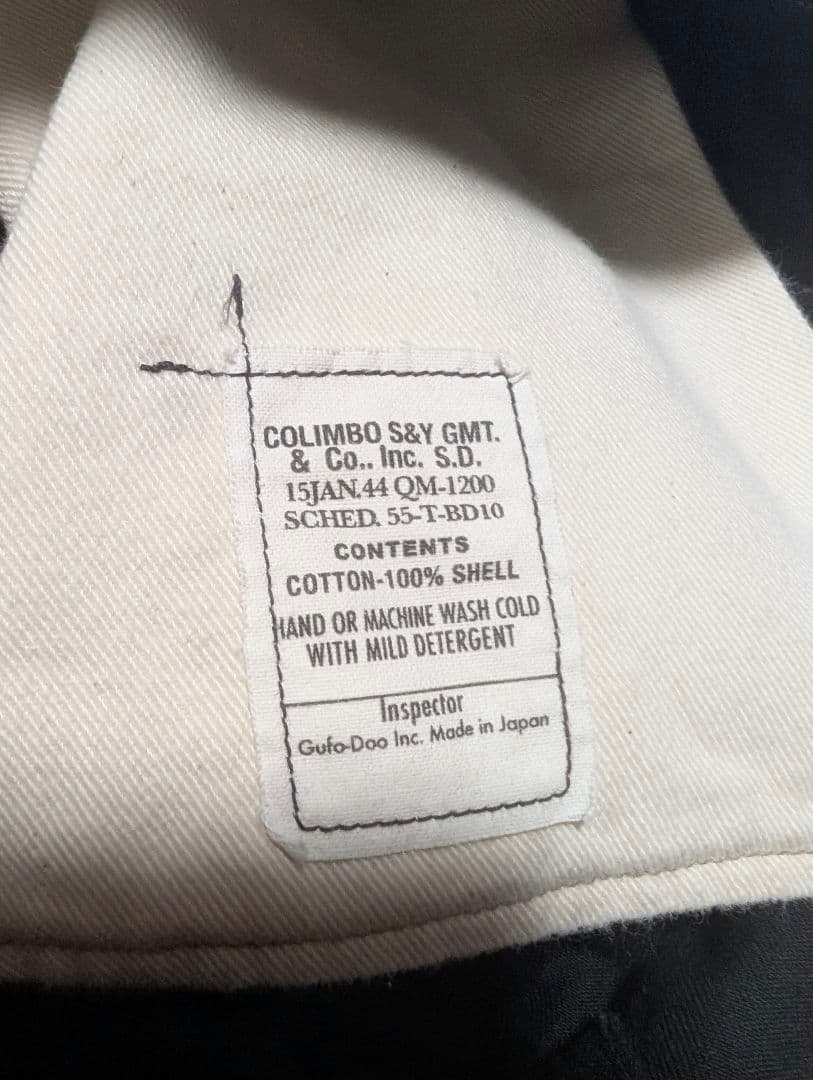 COLIMBO S&Y GMT.
& Co.. Inc. S.D.
15JAN.44 QM-1200
SCHED. 55-T-BD10
CONTENTS
COTTON-100% SHELL
HAND OR MACHINE WASH COLD
WITH MILD DETERGENT
Inspector
Gufo-Doo Inc. Made in Japan